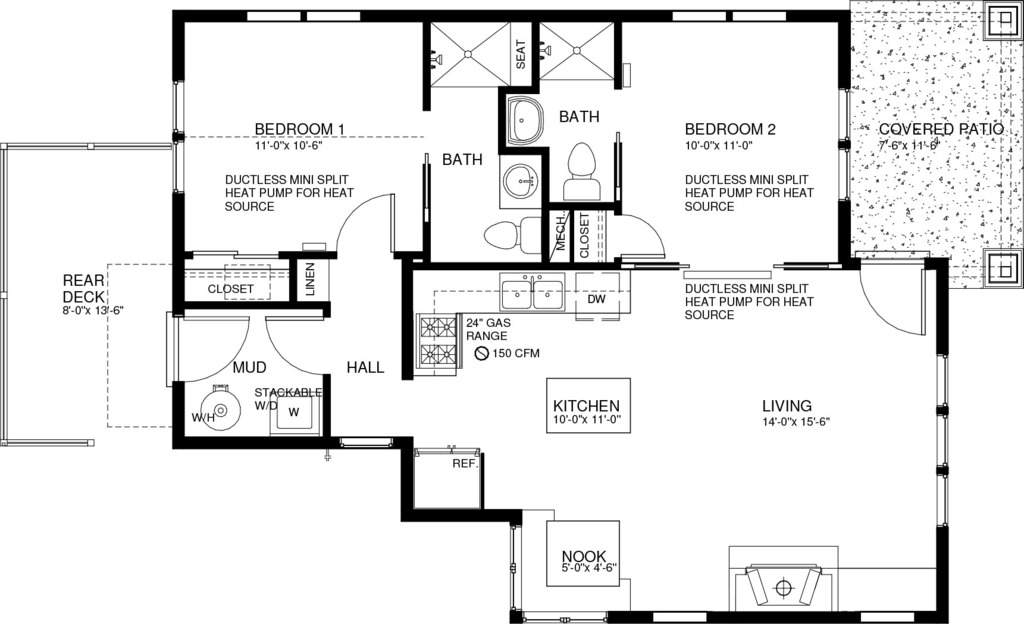 SEAT
BATH
BEDROOM 1
11'-0"x 10'-6"
BEDROOM 2
10'-0"x 11'-0"
COVERED PATIO
7'-6"x 11'-6"
BATH
DUCTLESS MINI SPLIT
HEAT PUMP FOR HEAT
SOURCE
DUCTLESS MINI SPLIT
HEAT PUMP FOR HEAT
SOURCE
MECH.
CLOSET
REAR
DECK
8'-0"x 13'-6"
CLOSET
LINEN
DW
DUCTLESS MINI SPLIT
HEAT PUMP FOR HEAT
SOURCE
24" GAS
RANGE
150 CFM
MUD
HALL
STACKABLE
W/D
W
W/H
KITCHEN
10'-0"x 11'-0"
LIVING
14'-0"x 15'-6"
REF.
NOOK
5'-0"x 4'-6"